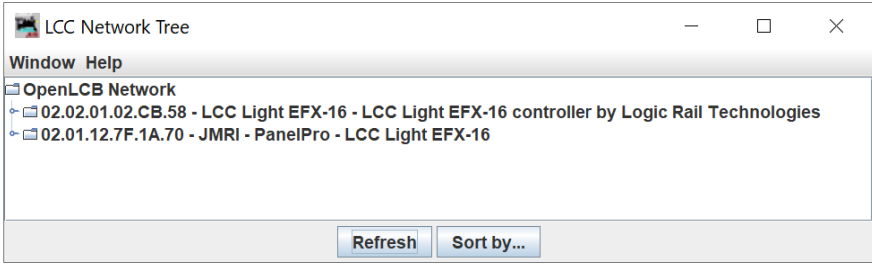 LCC Network Tree
Window Help
OpenLCB Network
02.02.01.02.CB.58 - LCC Light EFX-16 - LCC Light EFX-16 controller by Logic Rail Technologies
02.01.12.7F.1A.70 - JMRI - PanelPro - LCC Light EFX-16
Refresh Sort by...